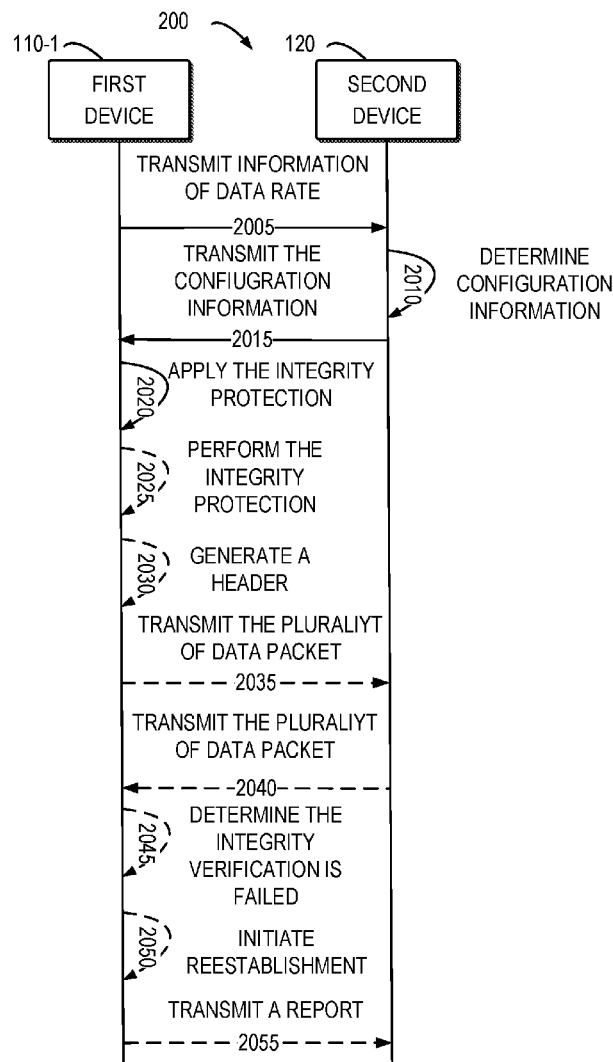 200
110-1
120
FIRST
DEVICE
SECOND
DEVICE
TRANSMIT INFORMATION
OF DATA RATE
2005
TRANSMIT THE
CONFIUGRATION
INFORMATION
2010
DETERMINE
CONFIGURATION
INFORMATION
2015
2020
APPLY THE INTEGRITY
PROTECTION
2025
PERFORM THE
INTEGRITY
PROTECTION
2030
GENERATE A
HEADER
TRANSMIT THE PLURALIYT
OF DATA PACKET
2035
TRANSMIT THE PLURALIYT
OF DATA PACKET
2040
2045
DETERMINE THE
INTEGRITY
VERIFICATION IS
FAILED
2050
INITIATE
REESTABLISHMENT
TRANSMIT A REPORT
2055